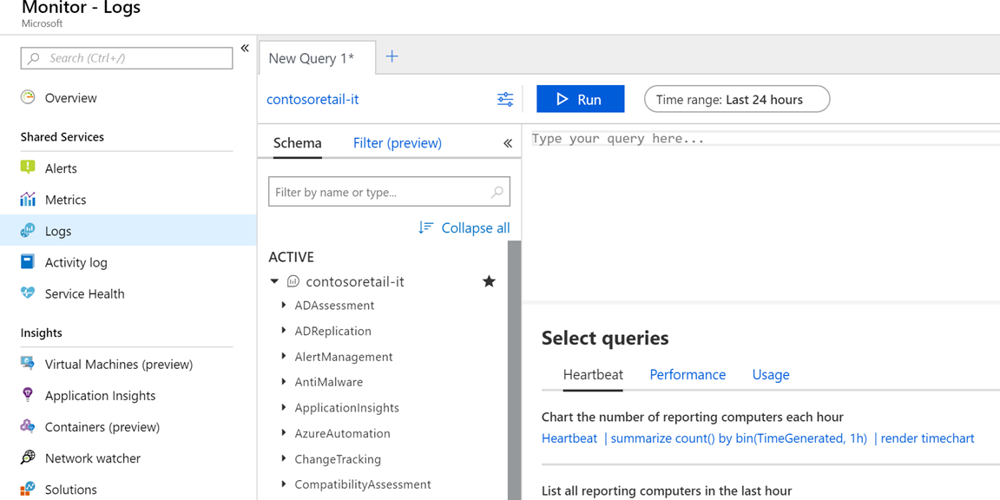 Monitor - Logs
Microsoft
Search (Ctrl+/)
«
Overview
Shared Services
Alerts
Metrics
Logs
Activity log
Service Health
Insights
Virtual Machines (preview)
Application Insights
Containers (preview)
Network watcher
Solutions
New Query 1* +
contosoretail-it
Run
Time range: Last 24 hours
Schema Filter (preview) «
Filter by name or type...
Collapse all
ACTIVE
contosoretail-it
ADAssessment
ADReplication
AlertManagement
AntiMalware
ApplicationInsights
AzureAutomation
ChangeTracking
CompatibilityAssessment
Type your query here...
Select queries
Heartbeat Performance Usage
Chart the number of reporting computers each hour
Heartbeat | summarize count() by bin(TimeGenerated, 1h) | render timechart
List all reporting computers in the last hour